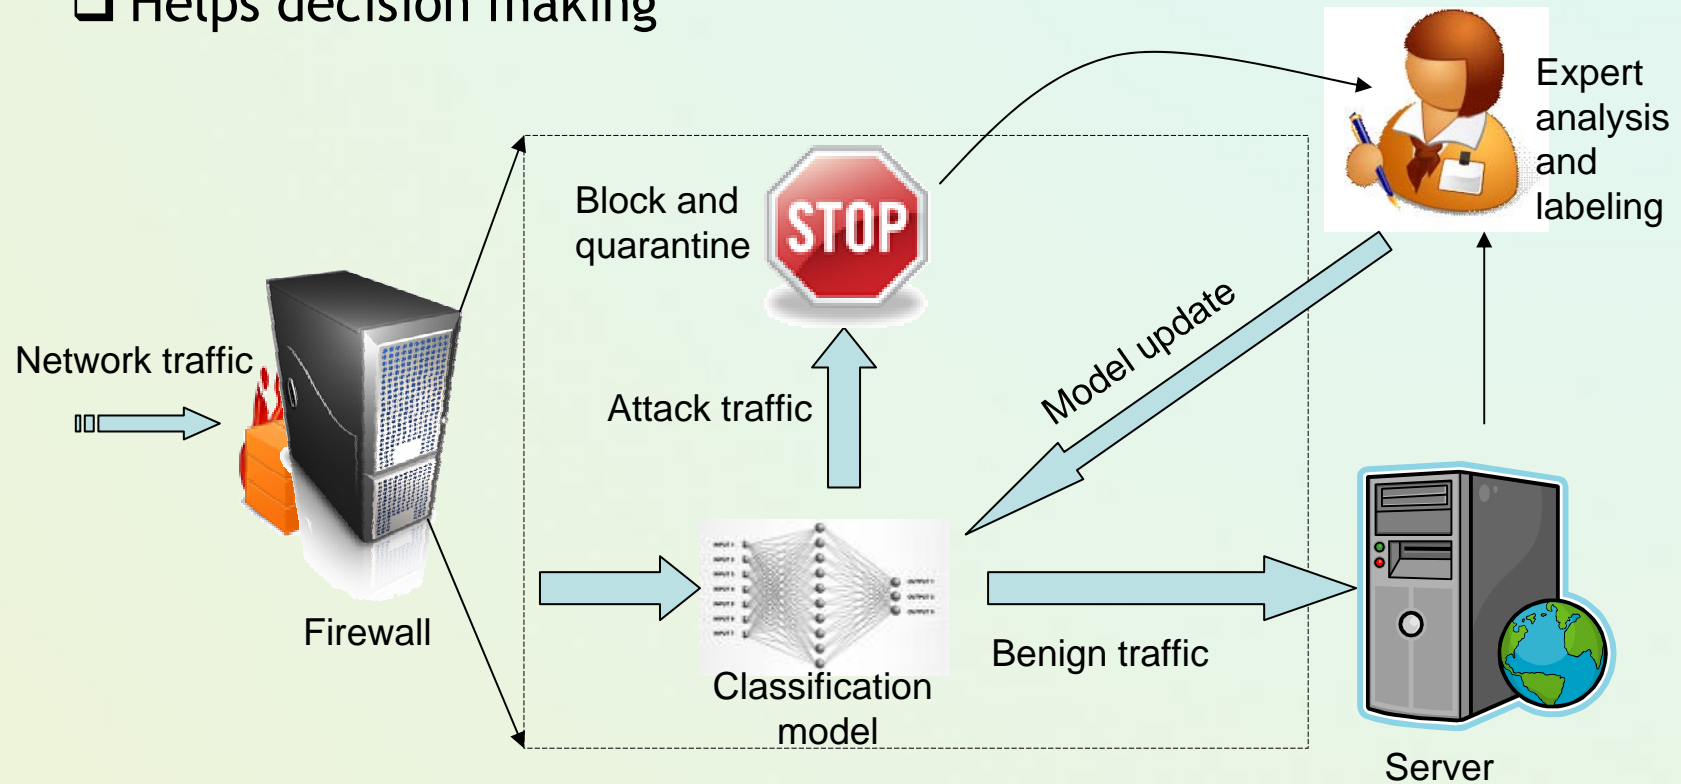 Helps decision making
Expert
analysis
and
labeling
Block and
quarantine
STOP
Network traffic
Attack traffic
Model update
Firewall
Benign traffic
Classification
model
Server